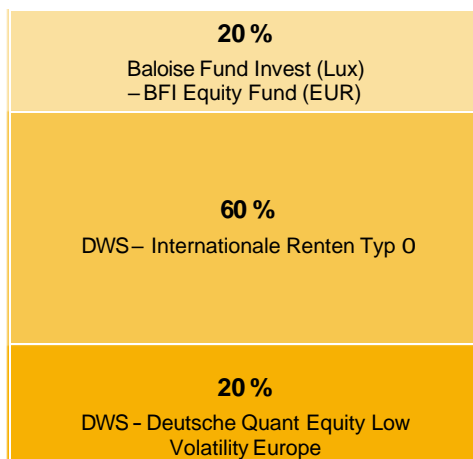 20 %
Baloise Fund Invest (Lux)
– BFI Equity Fund (EUR)
60 %
DWS – Internationale Renten Typ O
20 %
DWS - Deutsche Quant Equity Low
Volatility Europe